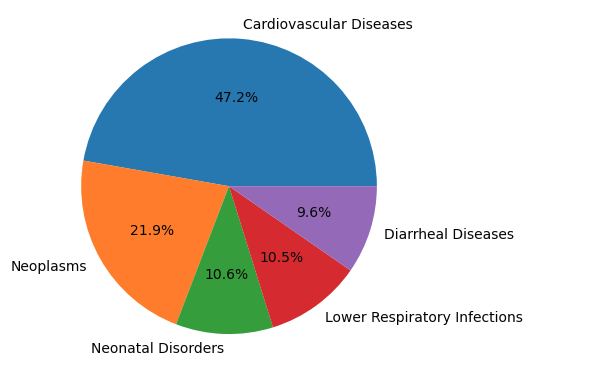 Cardiovascular Diseases
47.2%
9.6%
21.9%
Diarrheal Diseases
10.5%
Neoplasms
10.6%
Lower Respiratory Infections
Neonatal Disorders